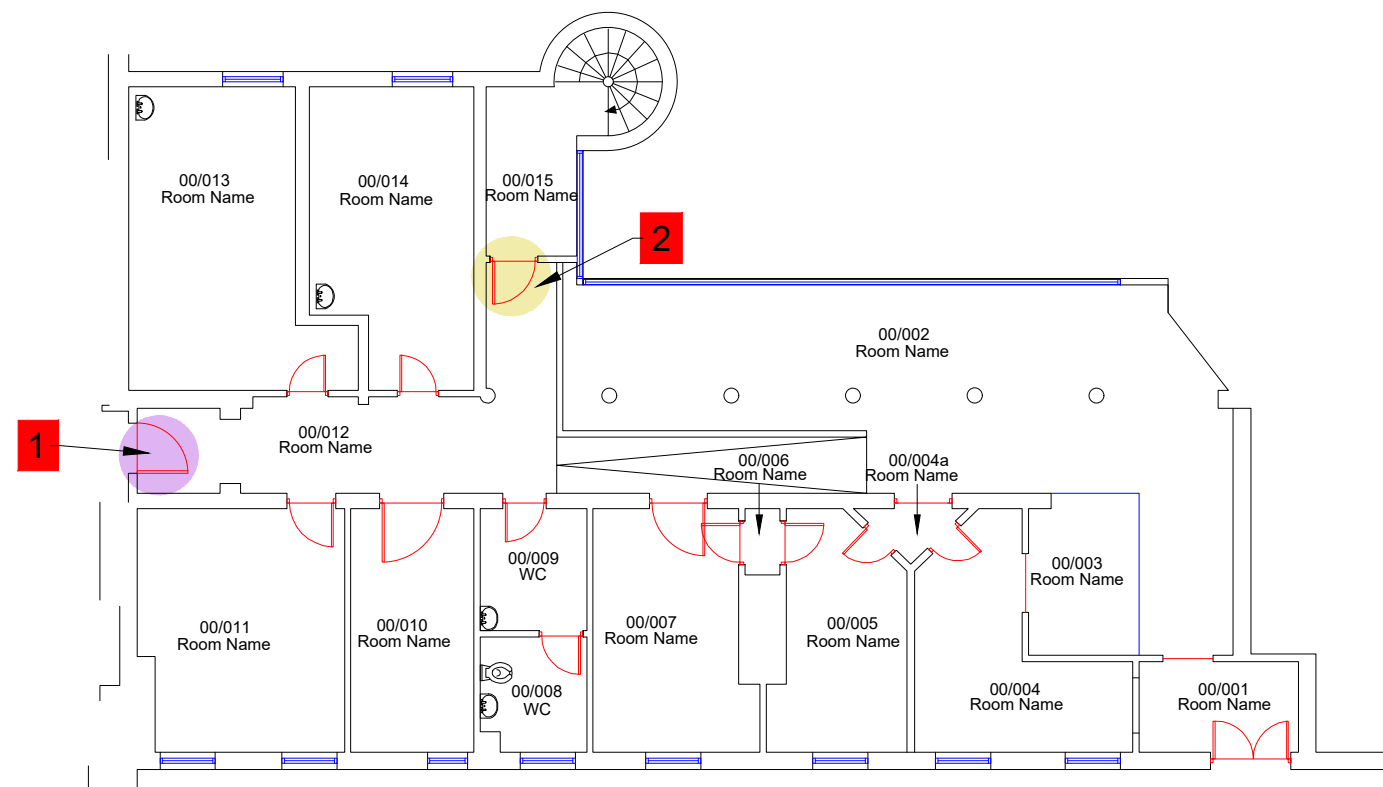 00/013
Room Name
00/014
Room Name
00/015
Room Name
2
00/002
Room Name
1
00/012
Room Name
00/006
Room Name
00/004a
Room Name
00/009
WC
00/003
Room Name
00/011
Room Name
00/010
Room Name
00/007
Room Name
00/005
Room Name
00/008
WC
00/004
Room Name
00/001
Room Name